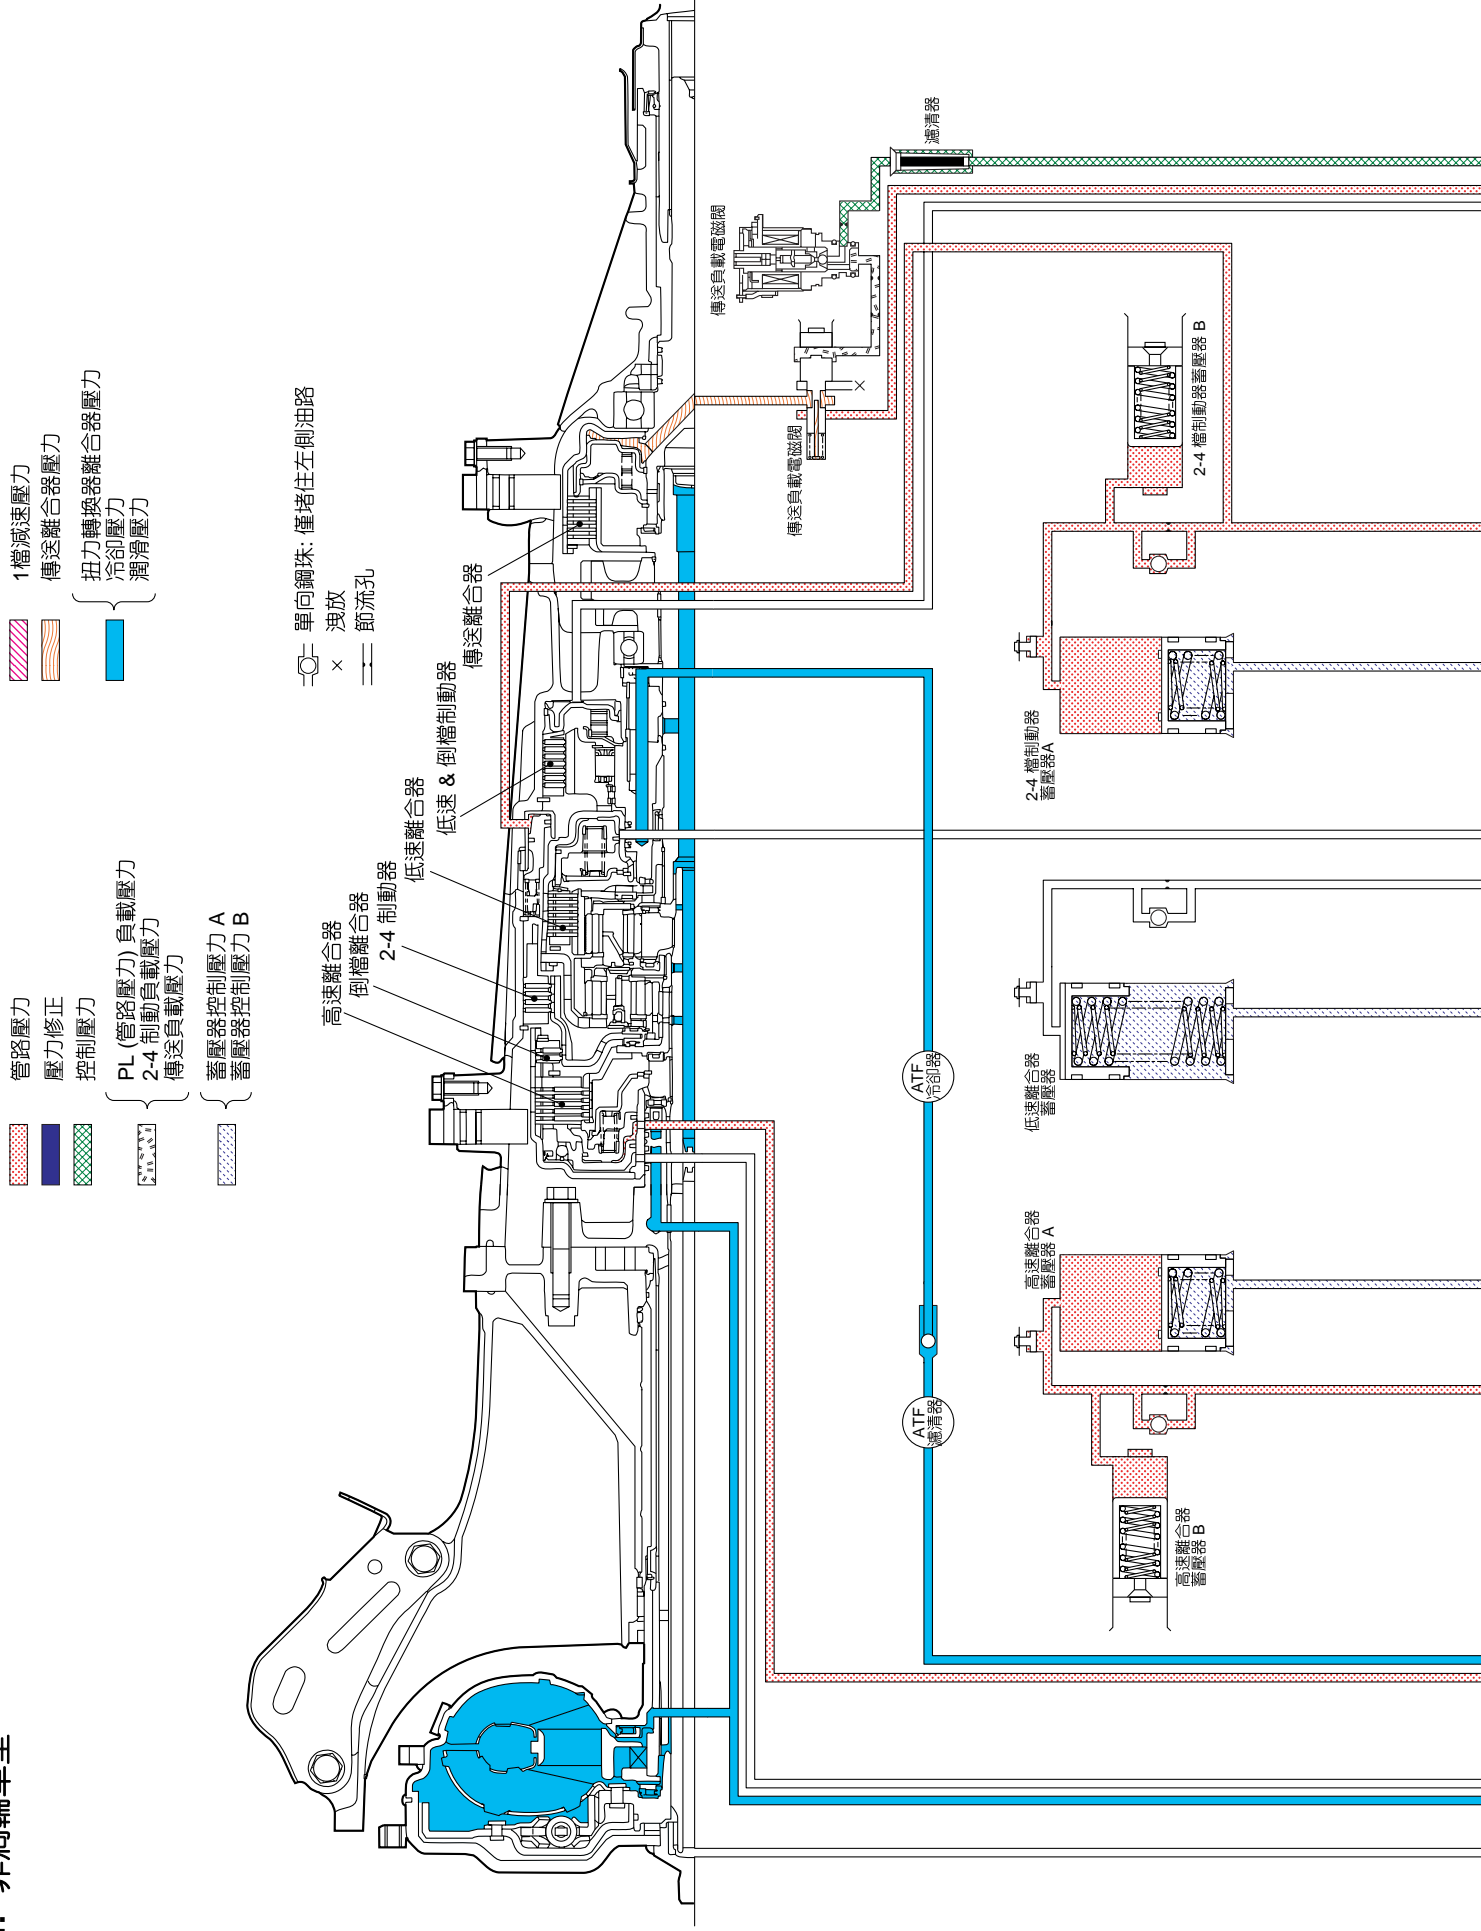 非渦輪車型
管路壓力
壓力修正
控制壓力
PL (管路壓力) 負載壓力
2-4 制動負載壓力
傳送負載壓力
蓄壓器控制壓力 A
蓄壓器控制壓力 B
1檔減速壓力
傳送離合器壓力
扭力轉換器離合器壓力
冷卻壓力
潤滑壓力
單向鋼珠: 僅堵住左側油路
× 洩放
節流孔
高速離合器
倒檔離合器
2-4 制動器
低速離合器
低速 & 倒檔制動器
傳送離合器
傳送負載電磁閥
濾清器
傳送負載電磁閥
×
2-4 檔制動器蓄壓器 B
2-4 檔制動器
蓄壓器A
ATF
冷卻器
低速離合器
蓄壓器
高速離合器
蓄壓器 A
ATF
濾清器
高速離合器
蓄壓器 B